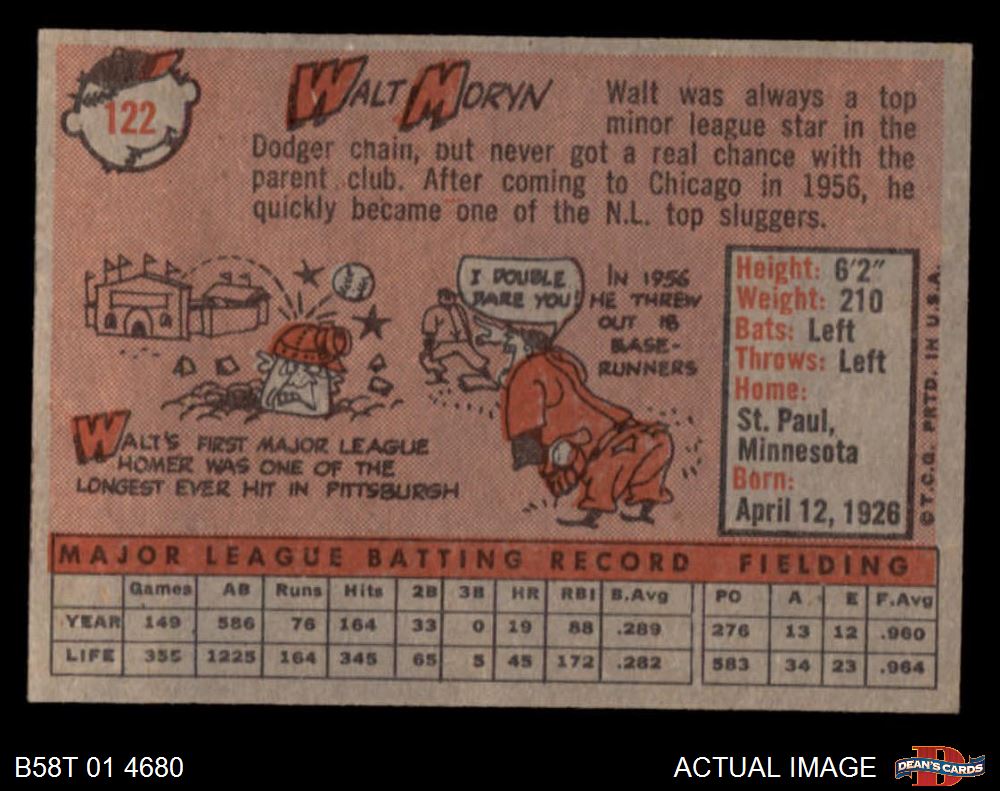 122
WALT MORYN
Walt was always a top
minor league star in the
Dodger chain, but never got a real chance with the
parent club. After coming to Chicago in 1956, he
quickly became one of the N.L. top sluggers.
I DOUBLE
DARE YOU!
IN 1956
HE THREW
OUT 18
BASE-
RUNNERS
WALT'S FIRST MAJOR LEAGUE
HOMER WAS ONE OF THE
LONGEST EVER HIT IN PITTSBURGH
Height: 6'2"
Weight: 210
Bats: Left
Throws: Left
Home:
St. Paul,
Minnesota
Born:
April 12, 1926
© T.C.G. PRTD. IN U.S.A.
MAJOR LEAGUE BATTING RECORD FIELDING
Games AB Runs Hits 2B 3B HR RBI B.Avg PO A E F.Avg
YEAR 149 586 76 164 33 0 19 88 .289 276 13 12 .960
LIFE 355 1225 164 345 65 5 45 172 .282 583 34 23 .964
B58T 01 4680
ACTUAL IMAGE
DEAN'S CARDS